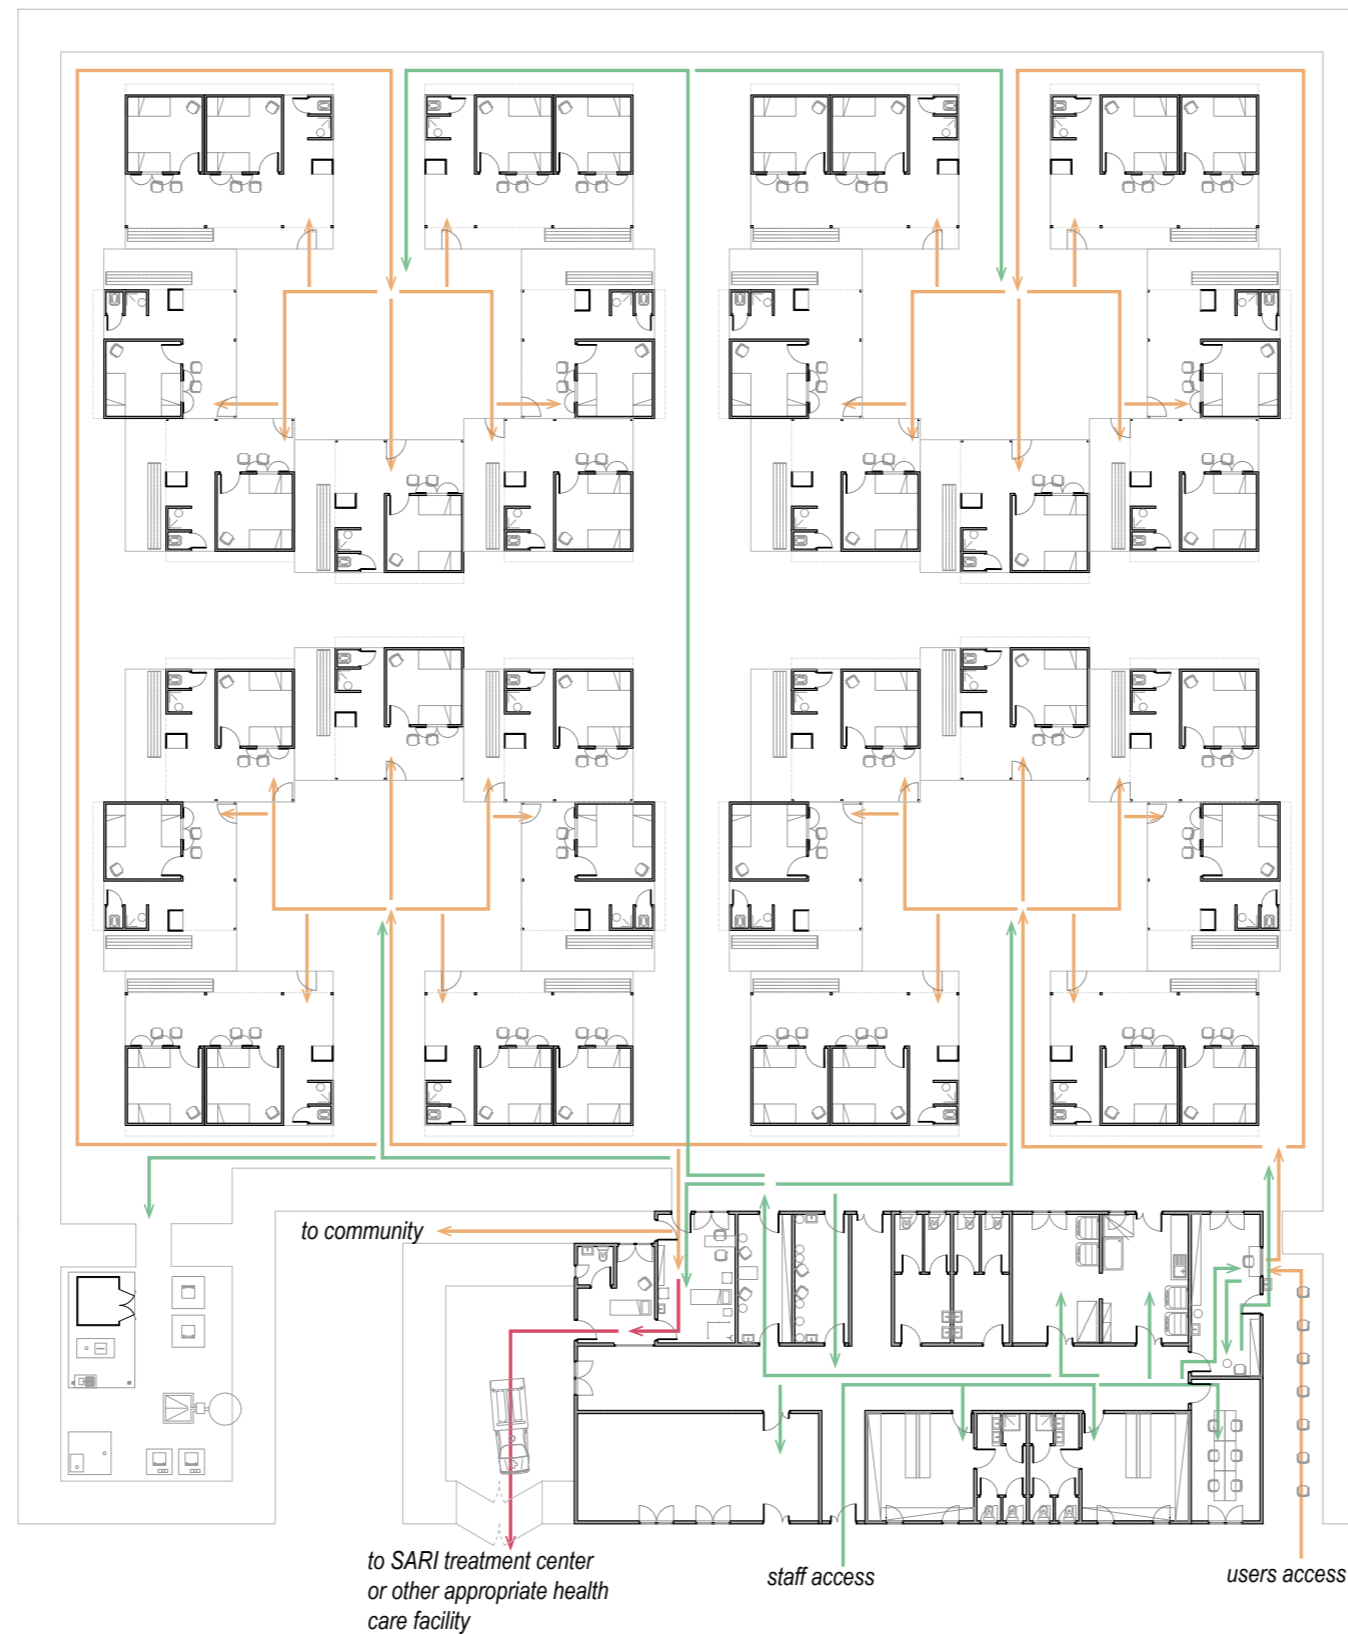 to community
to SARI treatment center
or other appropriate health
care facility
staff access
users access